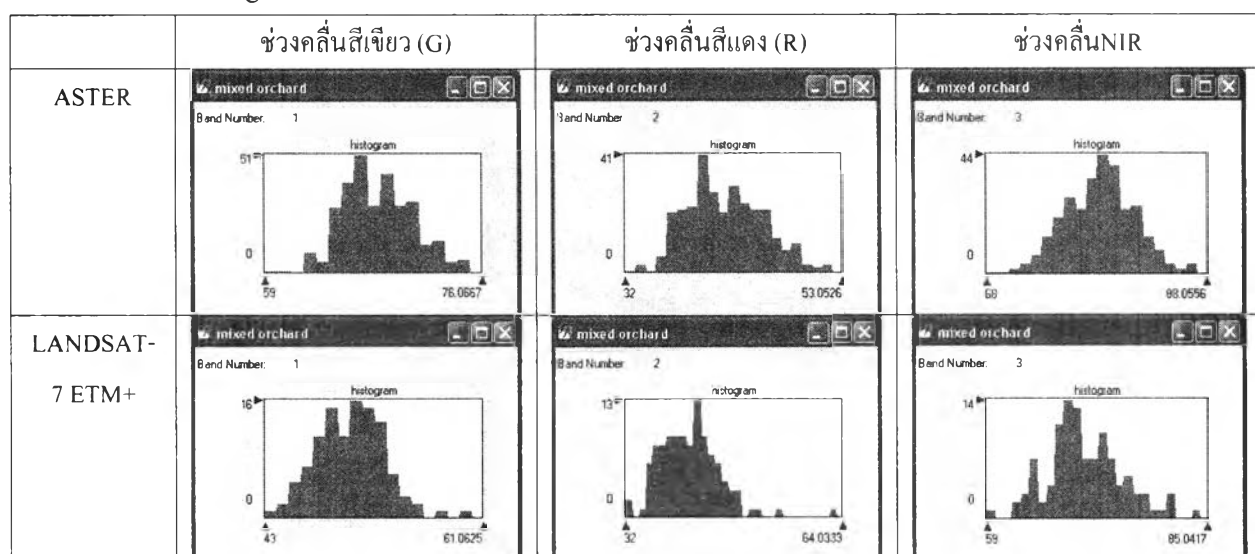 ช่วงคลื่นสีเขียว (G) ช่วงคลื่นสีแดง (R) ช่วงคลื่นNIR
ASTER
mixed orchard
Band Number: 1
histogram
51
0
59 76.0667
mixed orchard
Band Number 2
histogram
41
0
32 53.0526
mixed orchard
Band Number: 3
histogram
44
0
68 88.0556
LANDSAT-
7 ETM+
mixed orchard
Band Number: 1
histogram
16
0
43 61.0625
mixed orchard
Band Number 2
histogram
13
0
32 64.0333
mixed orchard
Band Number: 3
histogram
14
0
59 85.0417